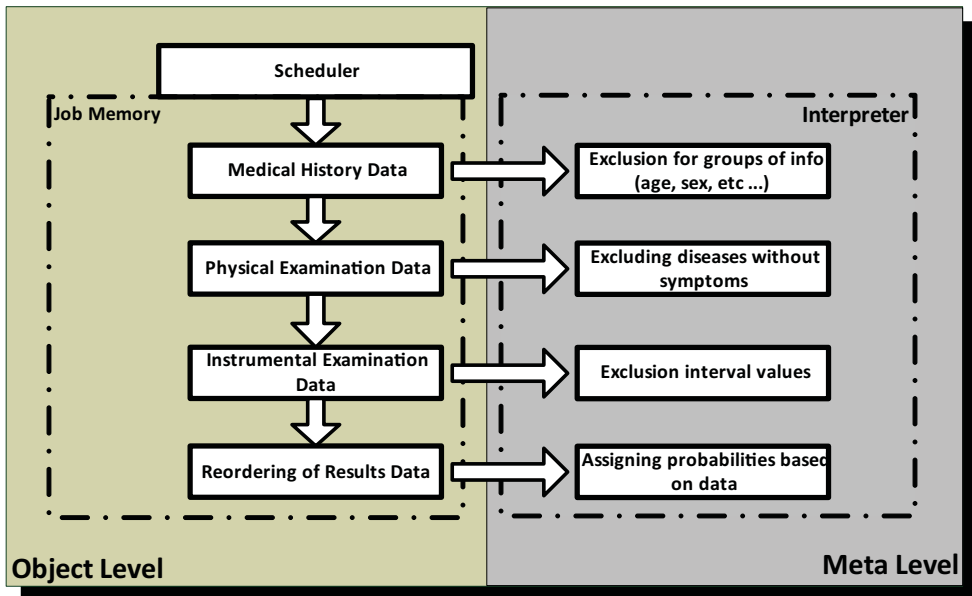 Scheduler
Job Memory
Interpreter
Medical History Data
Exclusion for groups of info
(age, sex, etc ...)
Physical Examination Data
Excluding diseases without
symptoms
Instrumental Examination
Data
Exclusion interval values
Reordering of Results Data
Assigning probabilities based
on data
Object Level
Meta Level